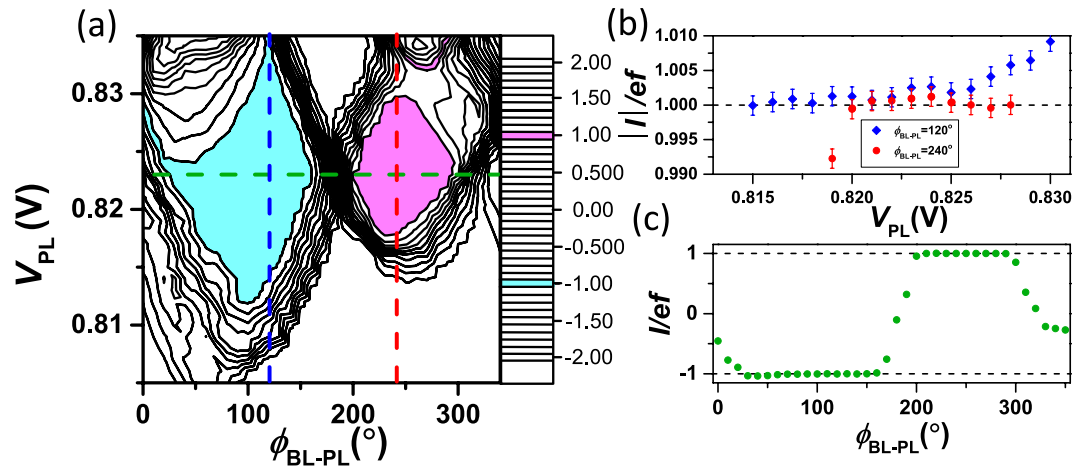 (a)
0.83
0.82
0.81
V_PL (V)
0
100
200
300
ϕ_BL-PL(°)
2.00
1.50
1.00
0.500
0.00
-0.500
-1.00
-1.50
-2.00
(b)
1.010
1.005
1.000
0.995
0.990
|I|/ef
ϕ_BL-PL=120°
ϕ_BL-PL=240°
0.815
0.820
0.825
0.830
V_PL(V)
(c)
1
0
-1
I/ef
0
100
200
300
ϕ_BL-PL(°)